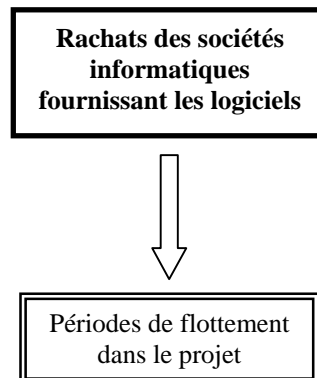 Rachats des sociétés
informatiques
fournissant les logiciels
Périodes de flottement
dans le projet